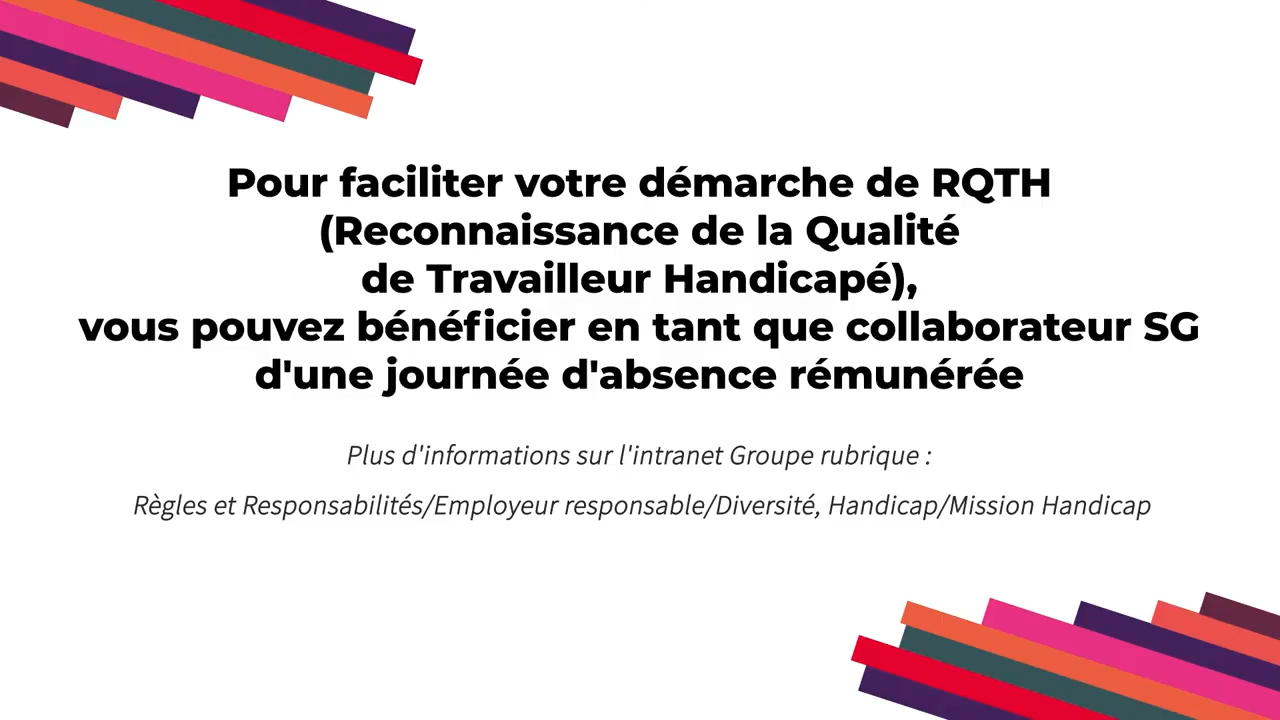 Pour faciliter votre démarche de RQTH
(Reconnaissance de la Qualité
de Travailleur Handicapé),
vous pouvez bénéficier en tant que collaborateur SG
d'une journée d'absence rémunérée
Plus d'informations sur l'intranet Groupe rubrique :
Règles et Responsabilités/Employeur responsable/Diversité, Handicap/Mission Handicap